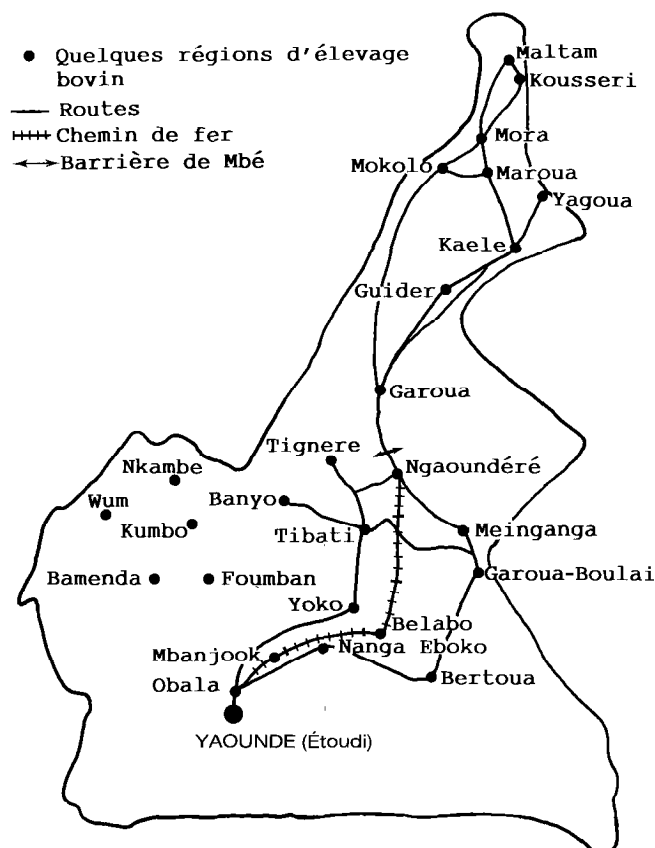 Quelques régions d'élevage
bovin
Routes
Chemin de fer
Barrière de Mbé
Maltam
Kousseri
Mora
Mokolo
Maroua
Yagoua
Kaele
Guider
Garoua
Tignere
Ngaoundéré
Nkambe
Wum
Banyo
Kumbo
Tibati
Meinganga
Bamenda
Foumban
Garoua-Boulai
Yoko
Belabo
Mbanjook
Nanga Eboko
Obala
Bertoua
YAOUNDE (Étoudi)